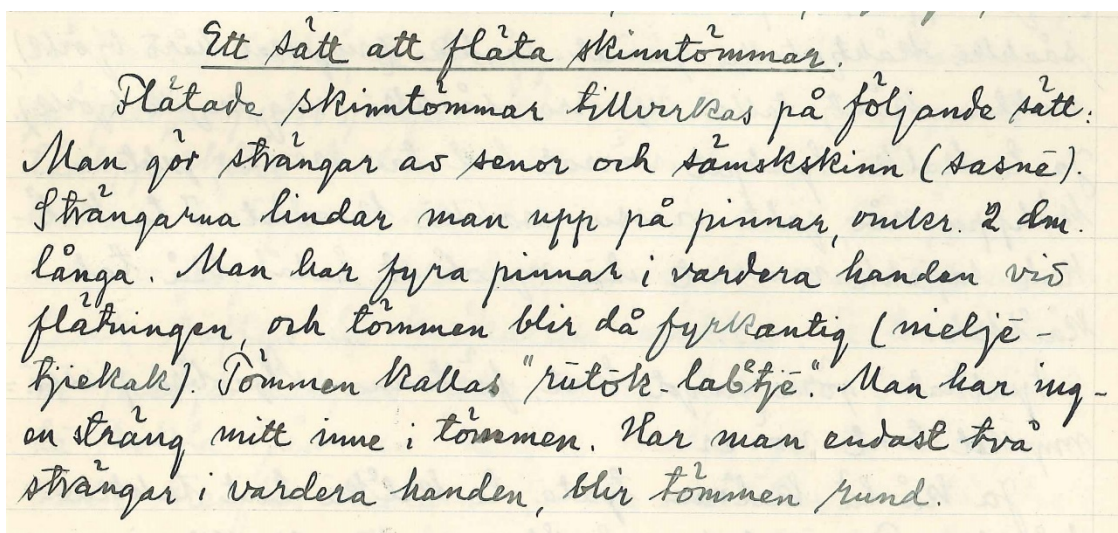 Ett sätt att fläta skinntömmar.
Flätade skinntömmar tillverkas på följande sätt:
Man gör strängar av senor och sämskskinn (sasnē).
Strängarna lindar man upp på pinnar, omkr. 2 dm.
långa. Man har fyra pinnar i vardera handen vid
flätningen, och tömmen blir då fyrkantig (nieljē-
tjiekak). Tömmen kallas "rūtōk-labˈtjē". Man har ing-
en sträng mitt inne i tömmen. Har man endast två
strängar i vardera handen, blir tömmen rund.